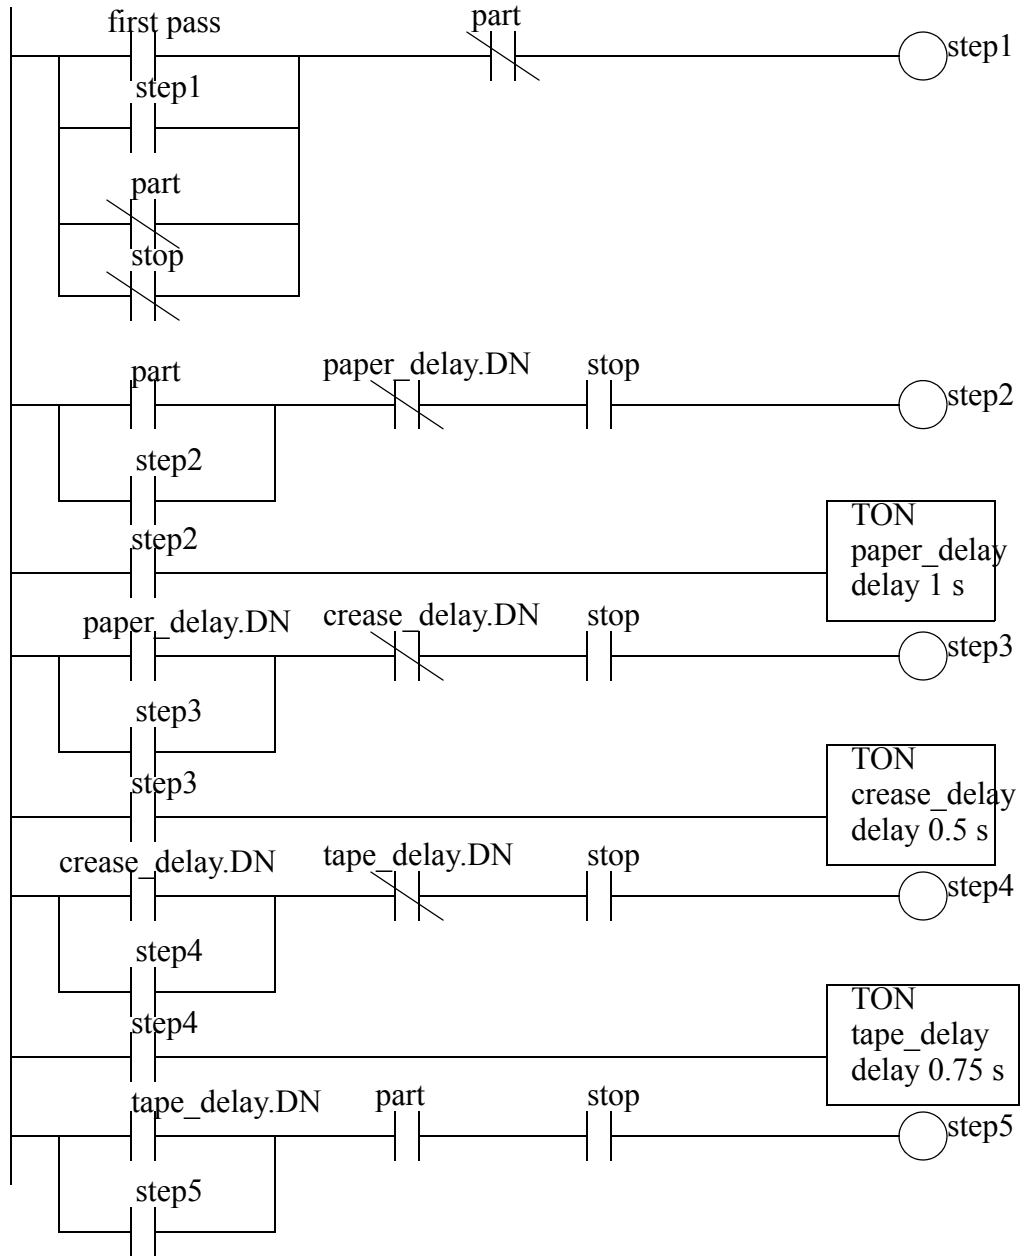 first pass
part
step1
step1
part
stop
part
paper_delay.DN
stop
step2
step2
step2
TON
paper_delay
delay 1 s
paper_delay.DN
crease_delay.DN
stop
step3
step3
step3
TON
crease_delay
delay 0.5 s
crease_delay.DN
tape_delay.DN
stop
step4
step4
step4
TON
tape_delay
delay 0.75 s
tape_delay.DN
part
stop
step5
step5